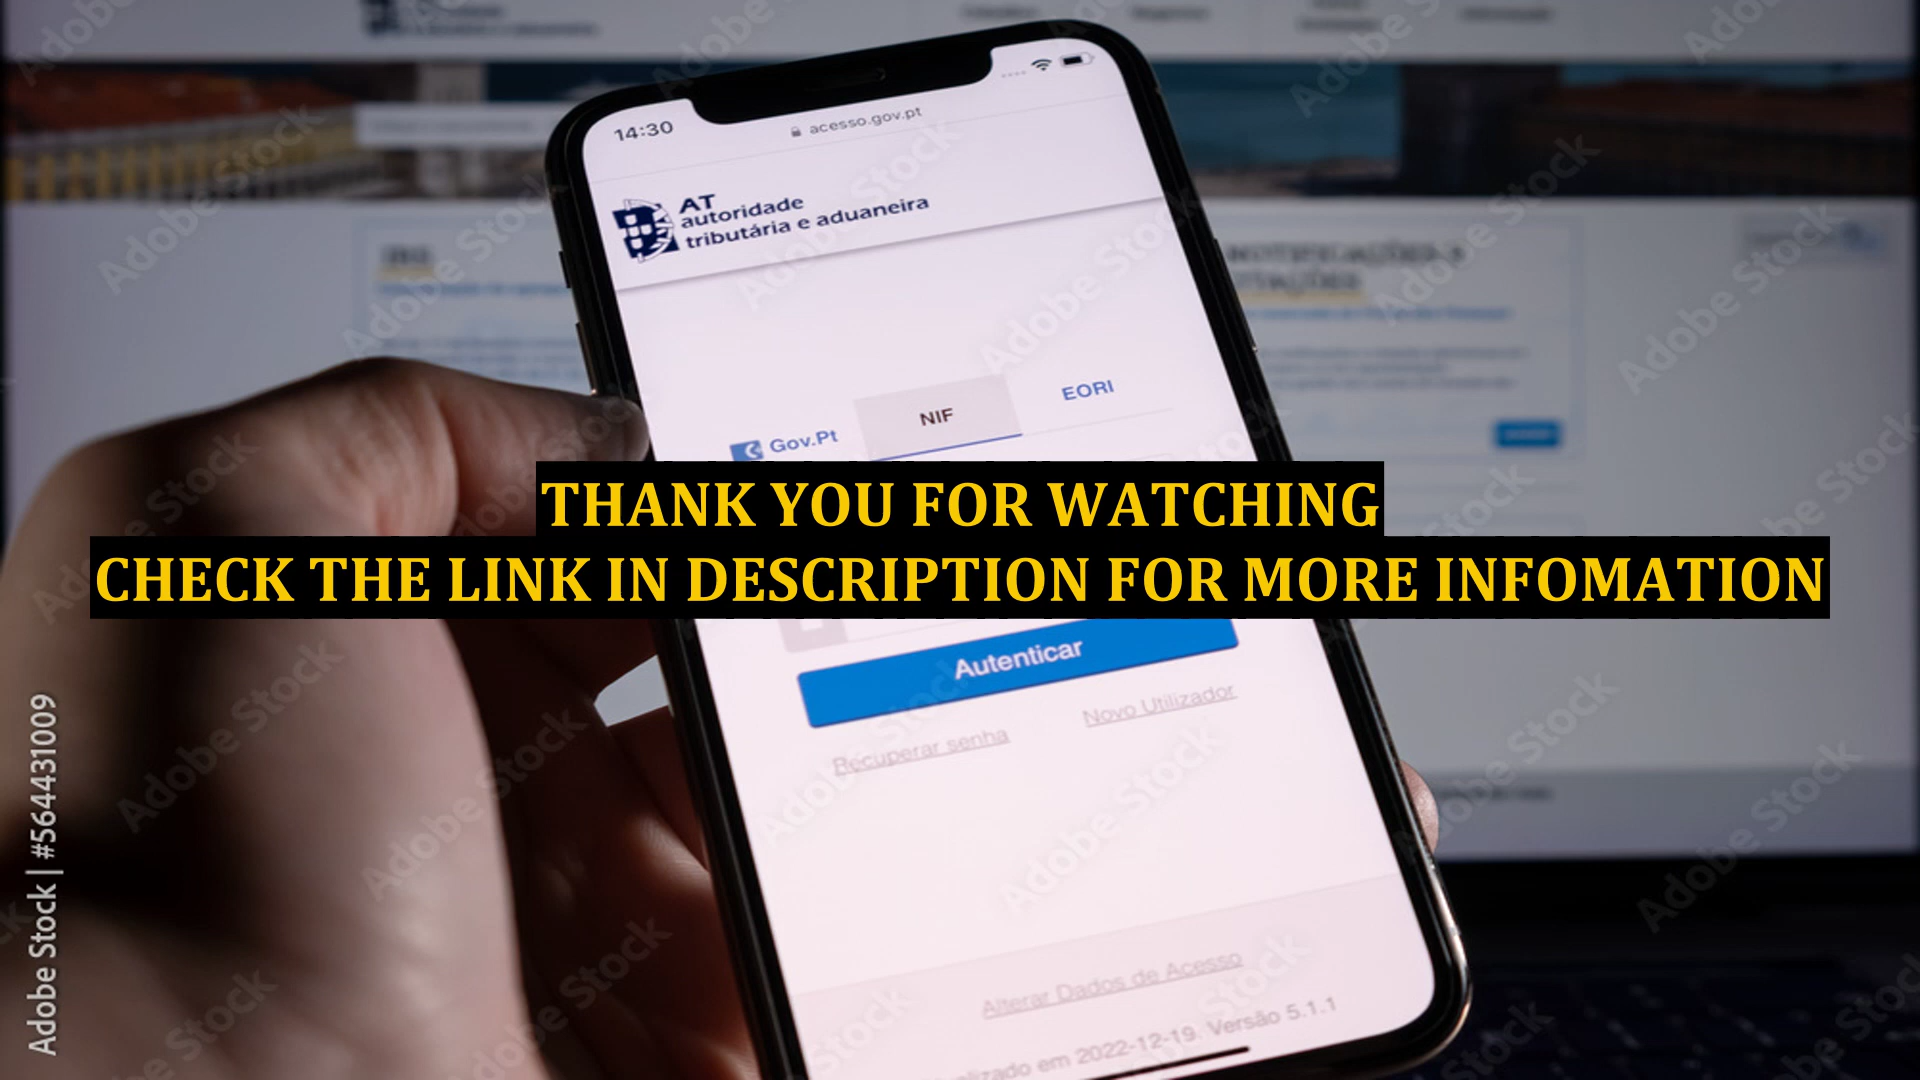 14:30
acesso.gov.pt
AT
autoridade
tributária e aduaneira
Gov.Pt
NIF
EORI
THANK YOU FOR WATCHING
CHECK THE LINK IN DESCRIPTION FOR MORE INFOMATION
Autenticar
Recuperar senha
Novo Utilizador
Alterar Dados de Acesso
em 2022-12-19. Versão 5.1.1
Adobe Stock | #564431009
Adobe Stock